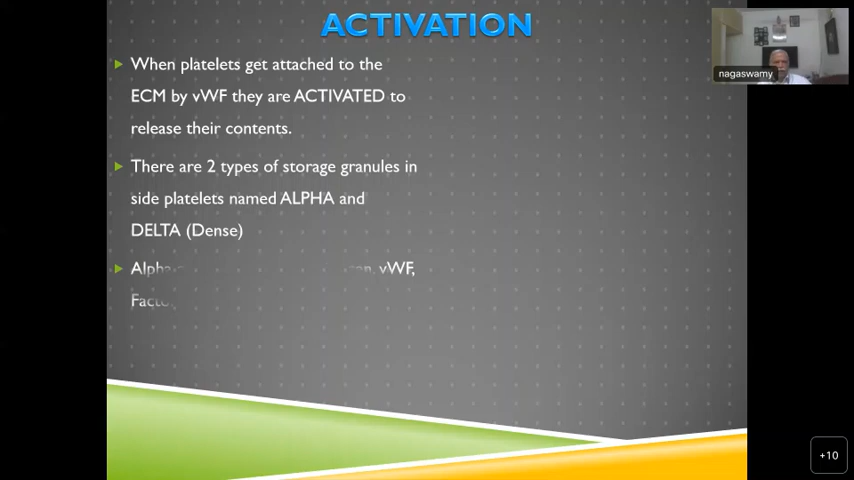 ACTIVATION
When platelets get attached to the
ECM by vWF they are ACTIVATED to
release their contents.
There are 2 types of storage granules in
side platelets named ALPHA and
DELTA (Dense)
Alpha vWF,
nagaswamy
+10